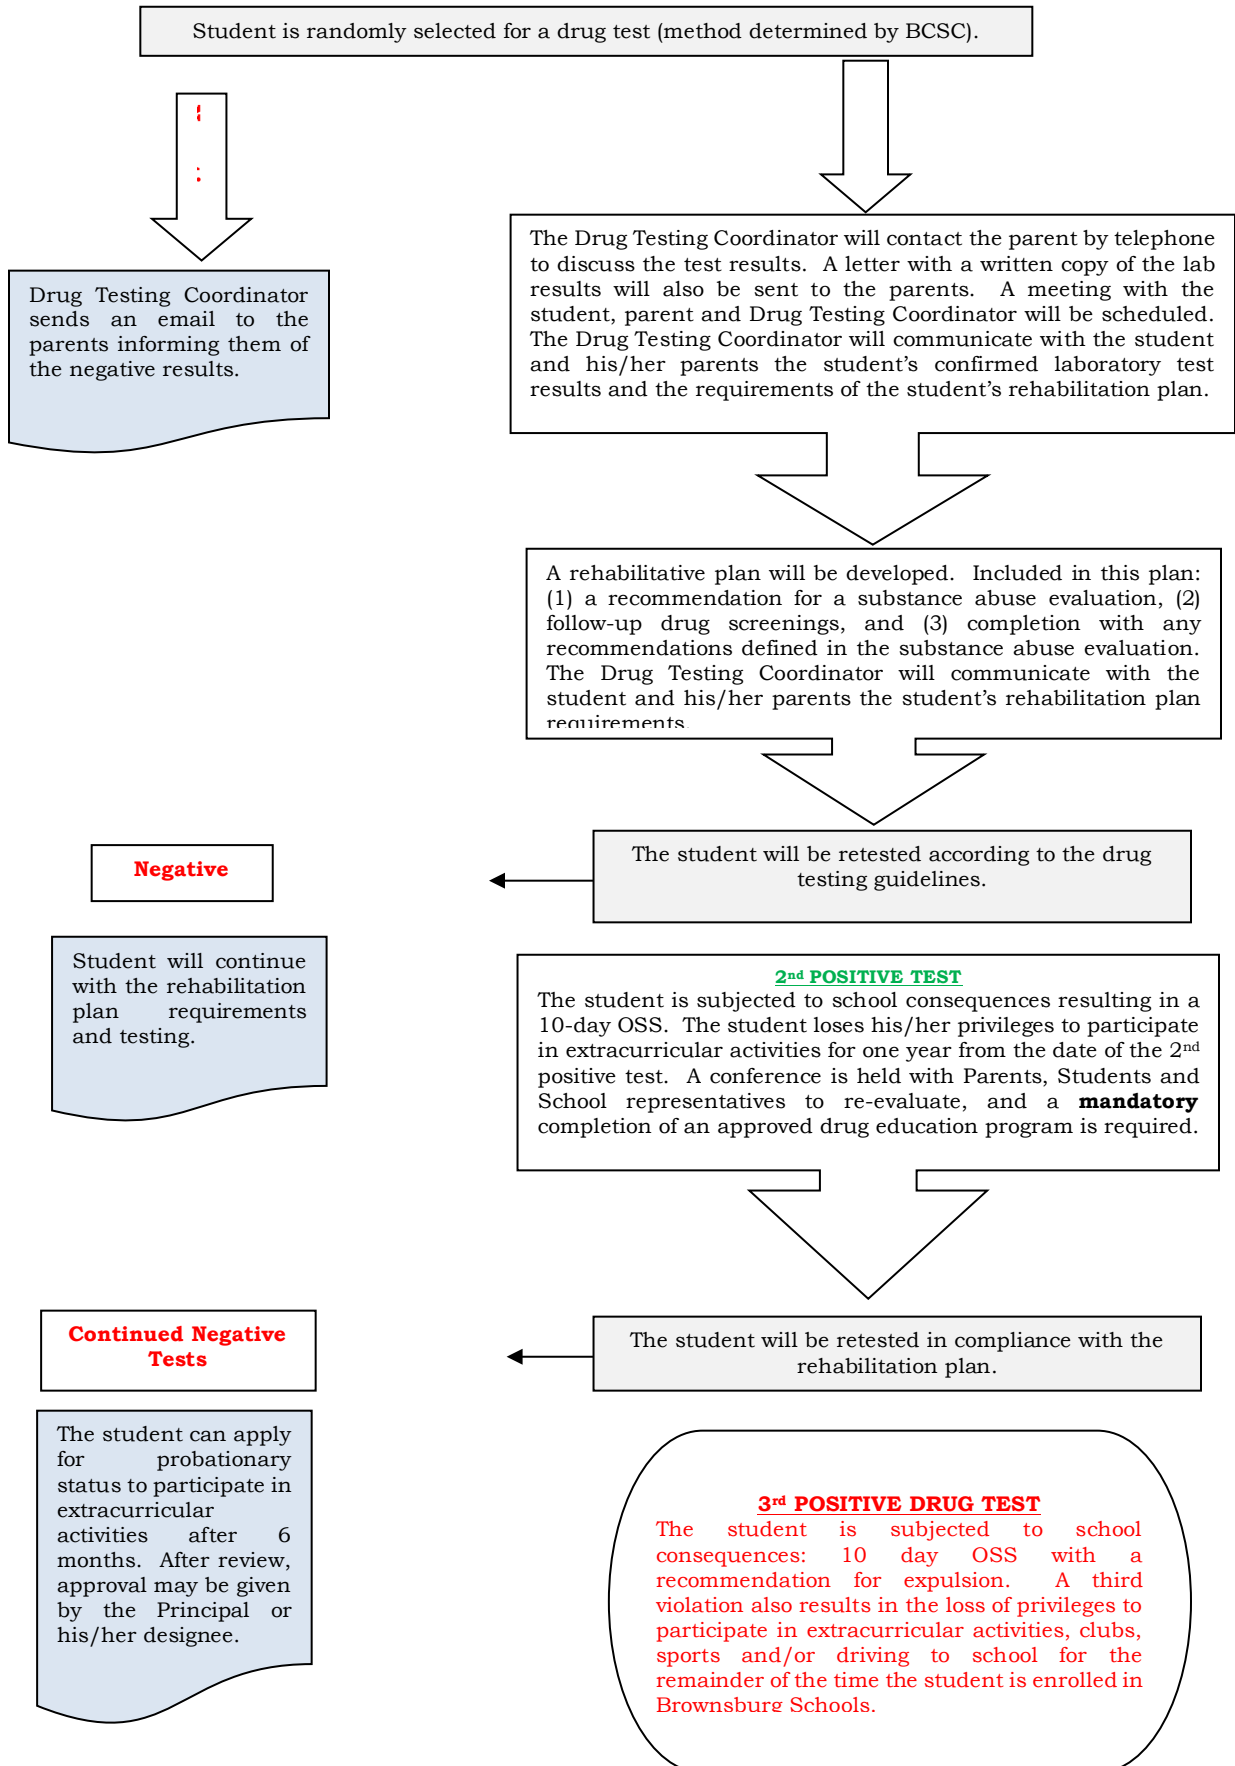 Student is randomly selected for a drug test (method determined by BCSC).
Drug Testing Coordinator
sends an email to the
parents informing them of
the negative results.
The Drug Testing Coordinator will contact the parent by telephone
to discuss the test results. A letter with a written copy of the lab
results will also be sent to the parents. A meeting with the
student, parent and Drug Testing Coordinator will be scheduled.
The Drug Testing Coordinator will communicate with the student
and his/her parents the student's confirmed laboratory test
results and the requirements of the student's rehabilitation plan.
A rehabilitative plan will be developed. Included in this plan:
(1) a recommendation for a substance abuse evaluation, (2)
follow-up drug screenings, and (3) completion with any
recommendations defined in the substance abuse evaluation.
The Drug Testing Coordinator will communicate with the
student and his/her parents the student's rehabilitation plan
requirements.
The student will be retested according to the drug
testing guidelines.
Negative
Student will continue
with the rehabilitation
plan requirements
and testing.
2nd POSITIVE TEST
The student is subjected to school consequences resulting in a
10-day OSS. The student loses his/her privileges to participate
in extracurricular activities for one year from the date of the 2nd
positive test. A conference is held with Parents, Students and
School representatives to re-evaluate, and a mandatory
completion of an approved drug education program is required.
The student will be retested in compliance with the
rehabilitation plan.
Continued Negative
Tests
The student can apply
for probationary
status to participate in
extracurricular
activities after 6
months. After review,
approval may be given
by the Principal or
his/her designee.
3rd POSITIVE DRUG TEST
The student is subjected to school
consequences: 10 day OSS with a
recommendation for expulsion. A third
violation also results in the loss of privileges to
participate in extracurricular activities, clubs,
sports and/or driving to school for the
remainder of the time the student is enrolled in
Brownsburg Schools.